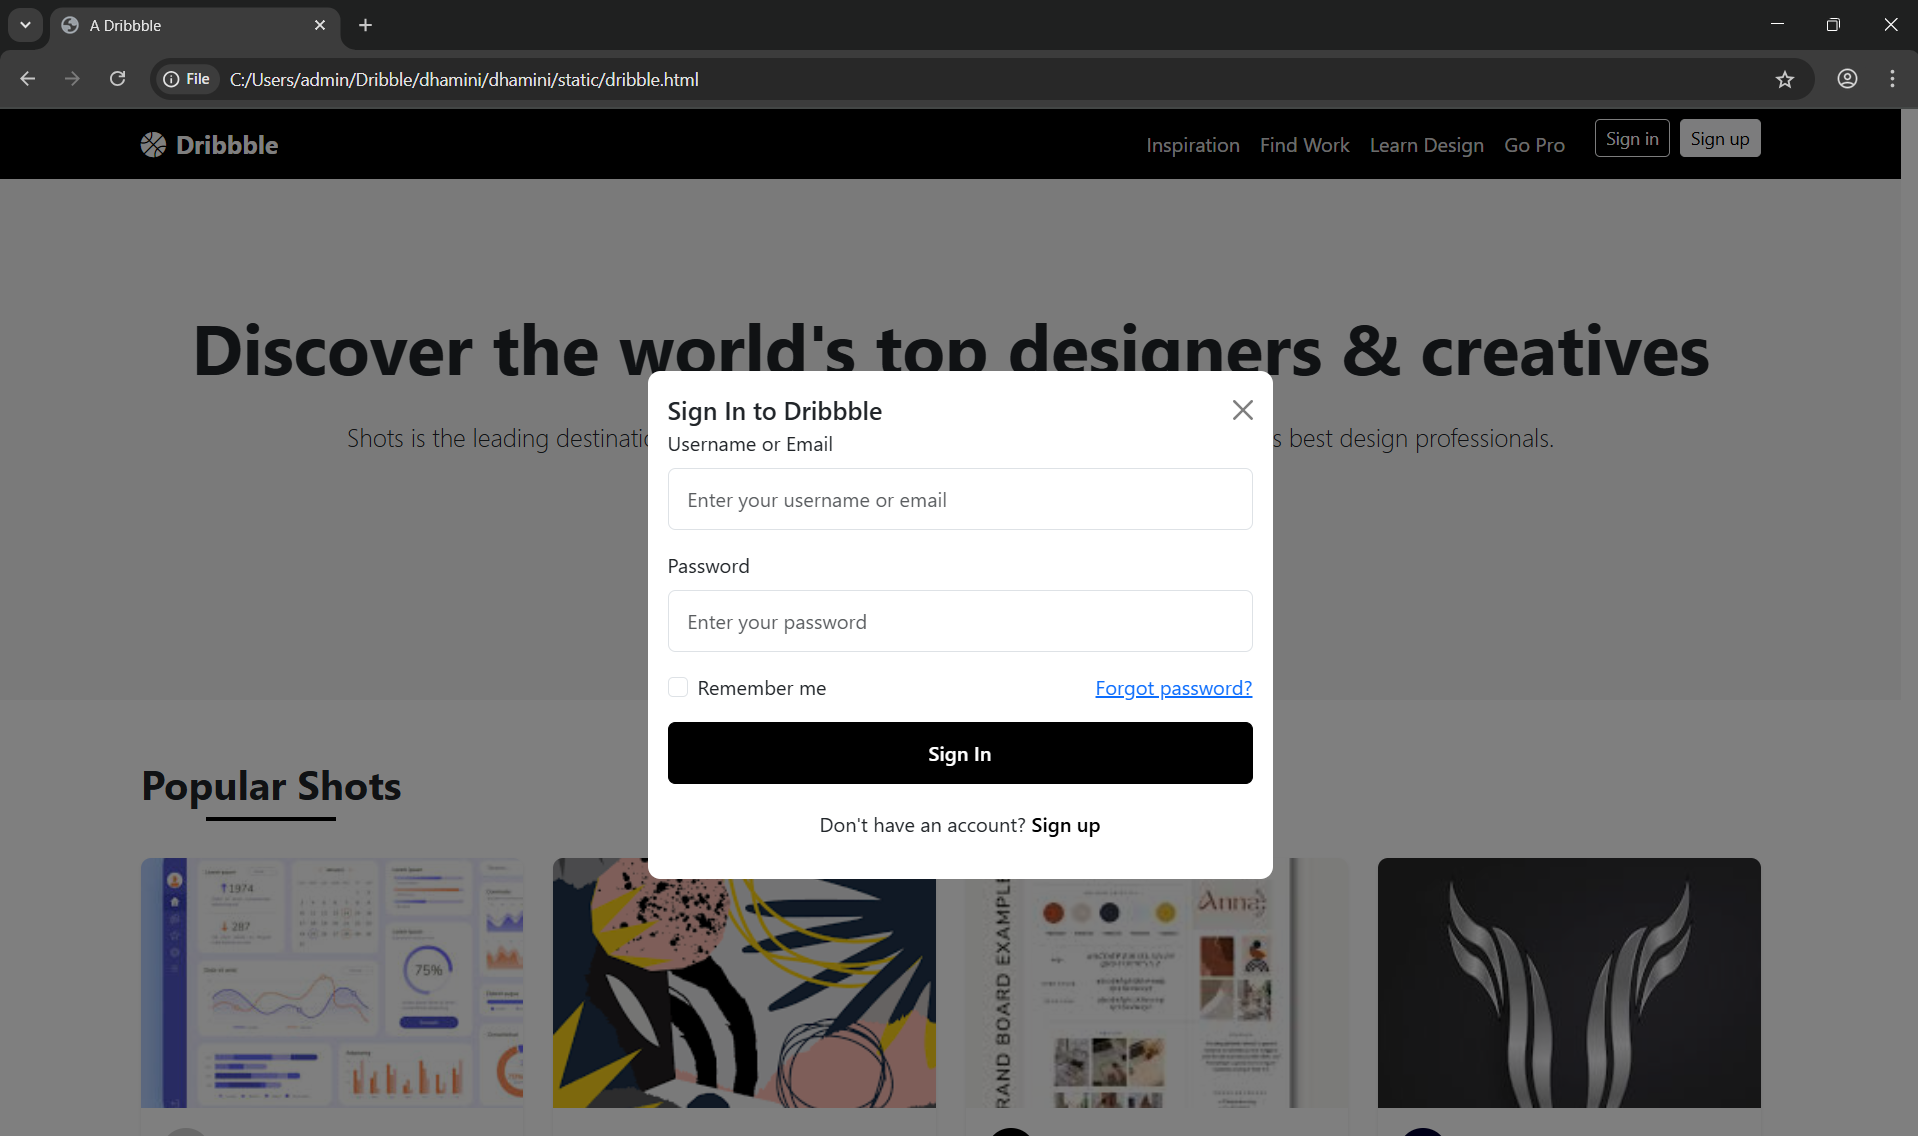 A Dribbble
File
C:/Users/admin/Dribble/dhamini/dhamini/static/dribble.html
Dribbble
Inspiration
Find Work
Learn Design
Go Pro
Sign in
Sign up
Discover the world's top designers & creatives
Shots is the leading
s best design professionals.
Sign In to Dribbble
Username or Email
Enter your username or email
Password
Enter your password
Remember me
Forgot password?
Sign In
Don't have an account? Sign up
Popular Shots
1974
287
75%
RAND BOARD EXAMPLE
Anna